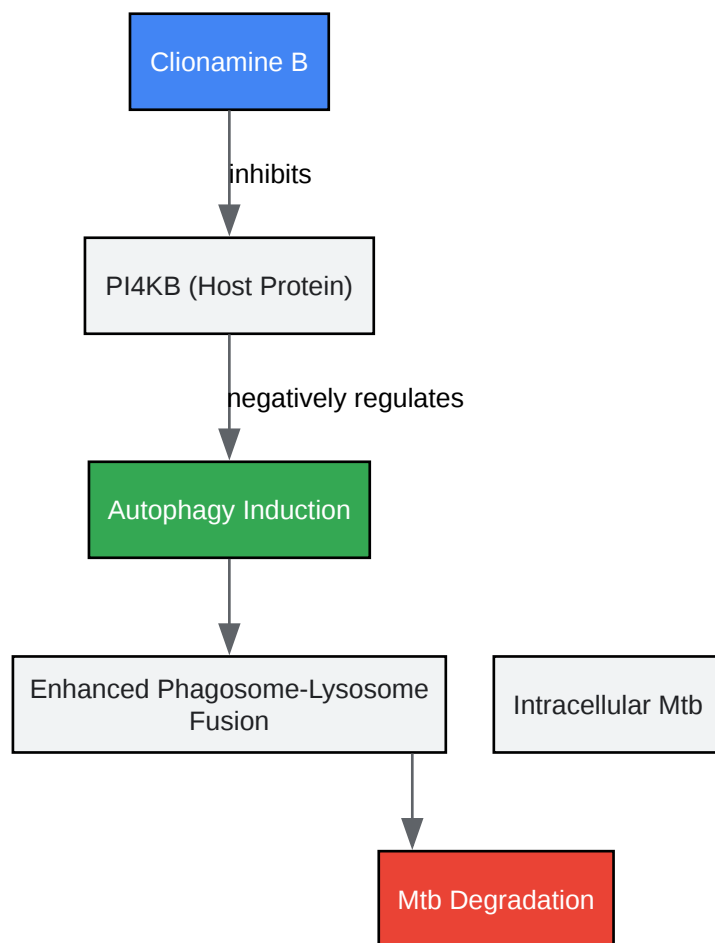 Clionamine B
inhibits
PI4KB (Host Protein)
negatively regulates
Autophagy Induction
Enhanced Phagosome-Lysosome
Fusion
Intracellular Mtb
Mtb Degradation